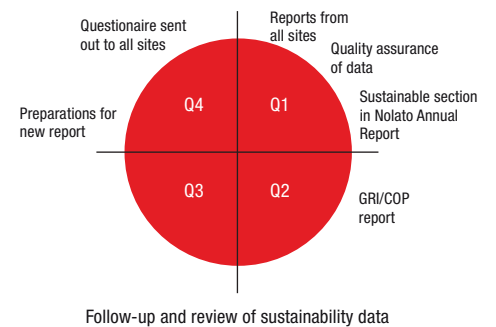 Questionaire sent
out to all sites
Reports from
all sites
Quality assurance
of data
Sustainable section
in Nolato Annual
Report
Preparations for
new report
Q4
Q1
Q3
Q2
GRI/COP
report
Follow-up and review of sustainability data